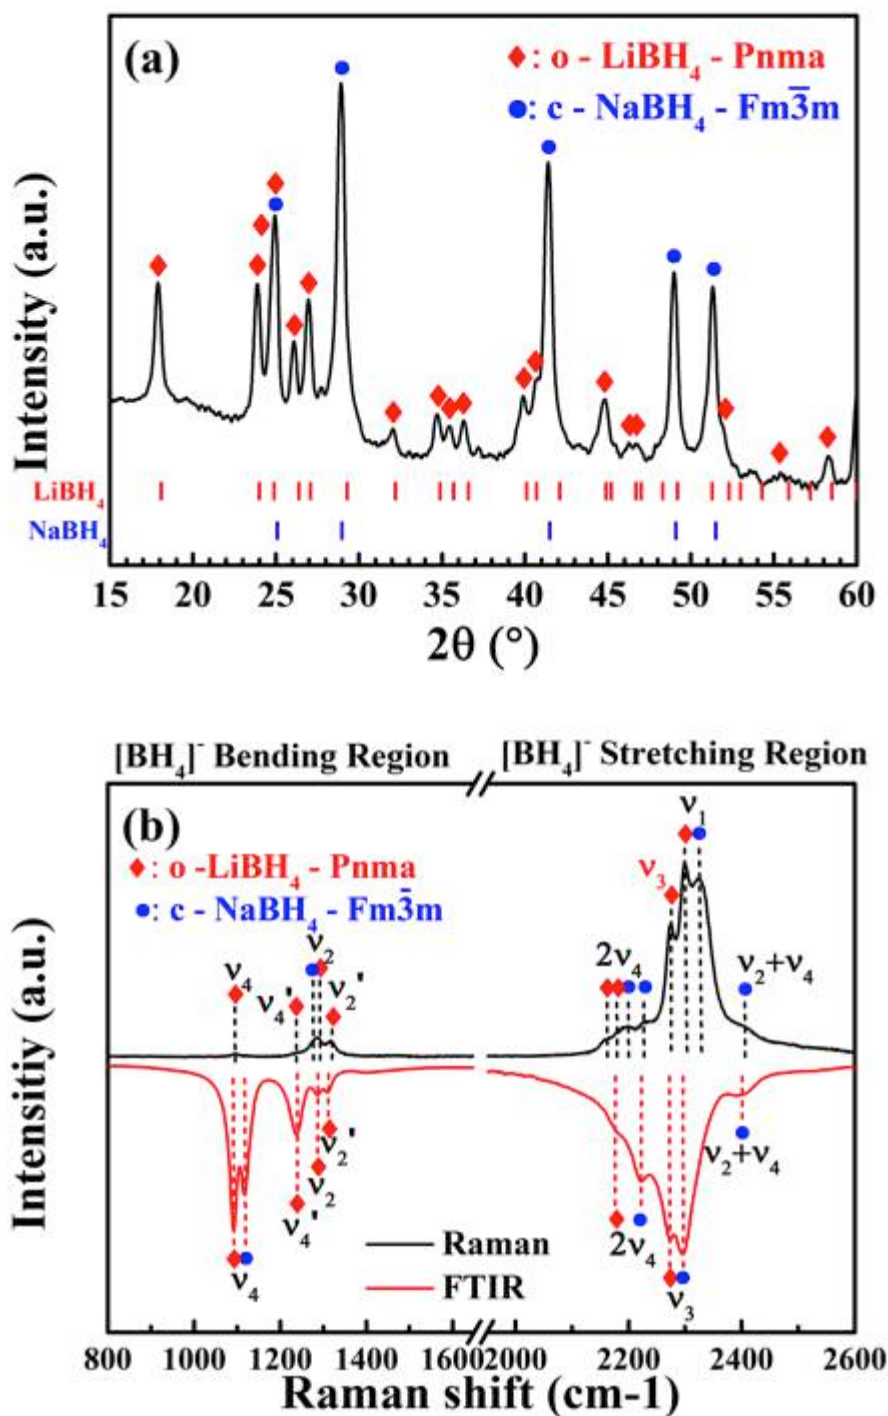 (a)
♦: o - LiBH₄ - Pnma
●: c - NaBH₄ - Fm3̅m
Intensity (a.u.)
LiBH₄
NaBH₄
15 20 25 30 35 40 45 50 55 60
2θ (°)
[BH₄]⁻ Bending Region [BH₄]⁻ Stretching Region
(b)
♦: o -LiBH₄ - Pnma
●: c - NaBH₄ - Fm3̅m
ν₁
ν₃
ν₂
2ν₄
ν₂+ν₄
ν₄
ν₄'
ν₂'
Intensitiy (a.u.)
ν₂'
ν₂
ν₂+ν₄
ν₄'
2ν₄
ν₄
ν₃
Raman
FTIR
800 1000 1200 1400 1600 2000 2200 2400 2600
Raman shift (cm-1)